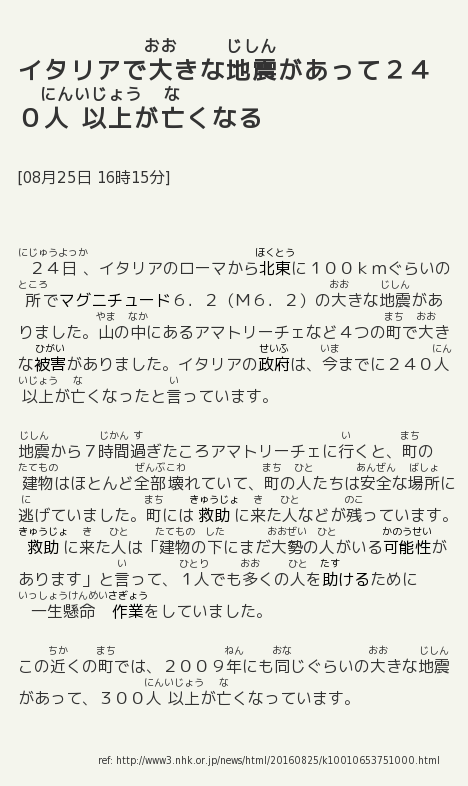 おお じしん
イタリアで大きな地震があって２４
にんいじょう な
０人 以上が亡くなる
[08月25日 16時15分]
にじゅうよっか ほくとう
２４日 、イタリアのローマから北東に１００ｋｍぐらいの
ところ おお じしん
所でマグニチュード６．２（Ｍ６．２）の大きな地震があ
やま なか まち おお
りました。山の中にあるアマトリーチェなど４つの町で大き
ひがい せいふ いま にん
な被害がありました。イタリアの政府は、今までに２４０人
いじょう な い
以上が亡くなったと言っています。
じしん じかん す い まち
地震から７時間過ぎたころアマトリーチェに行くと、町の
たてもの ぜんぶこわ まち ひと あんぜん ばしょ
建物はほとんど全部壊れていて、町の人たちは安全な場所に
に まち きゅうじょ き ひと のこ
逃げていました。町には 救助 に来た人などが残っています。
きゅうじょ き ひと たてもの した おおぜい ひと かのうせい
救助 に来た人は「建物の下にまだ大勢の人がいる可能性が
い ひとり おお ひと たす
あります」と言って、１人でも多くの人を助けるために
いっしょうけんめいさぎょう
一生懸命 作業をしていました。
ちか まち ねん おな おお じしん
この近くの町では、２００９年にも同じぐらいの大きな地震
にんいじょう な
があって、３００人 以上が亡くなっています。
ref: http://www3.nhk.or.jp/news/html/20160825/k10010653751000.html